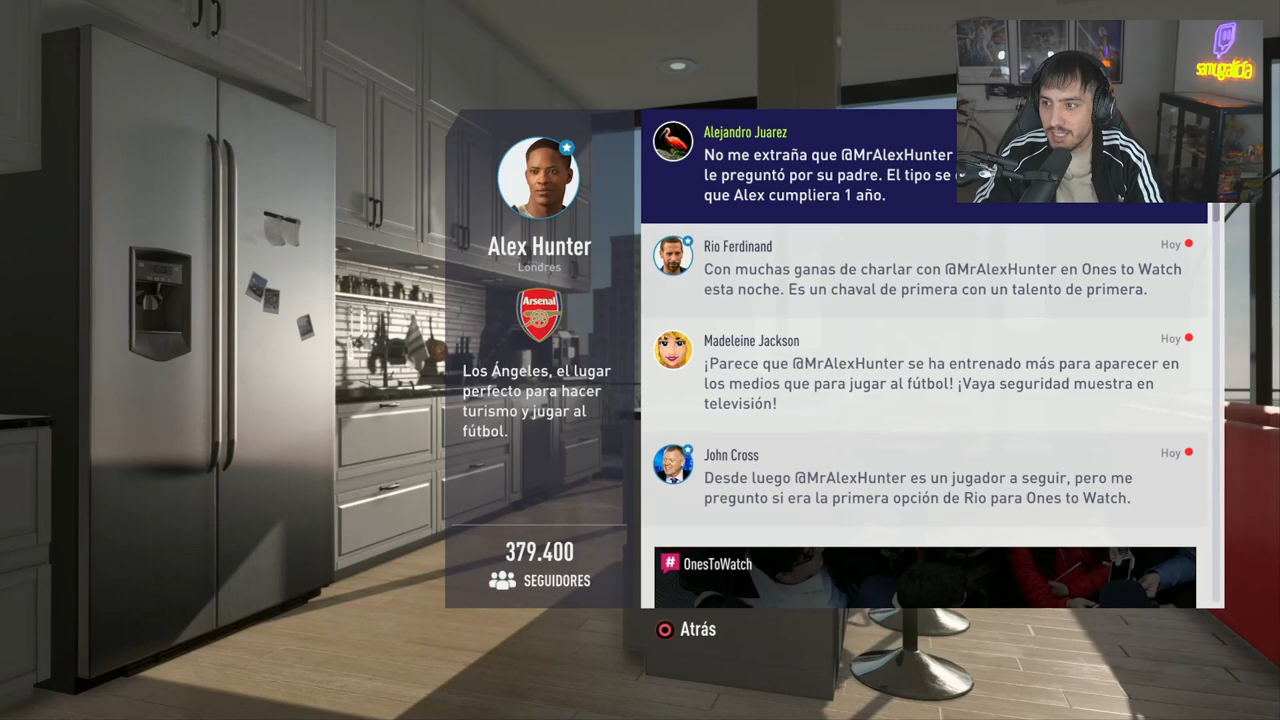 samugalida
Alex Hunter
Londres
Arsenal
Los Ángeles, el lugar
perfecto para hacer
turismo y jugar al
fútbol.
379.400
SEGUIDORES
Alejandro Juarez
No me extraña que @MrAlexHunter
le preguntó por su padre. El tipo se
que Alex cumpliera 1 año.
Rio Ferdinand
Hoy
Con muchas ganas de charlar con @MrAlexHunter en Ones to Watch
esta noche. Es un chaval de primera con un talento de primera.
Madeleine Jackson
Hoy
¡Parece que @MrAlexHunter se ha entrenado más para aparecer en
los medios que para jugar al fútbol! ¡Vaya seguridad muestra en
televisión!
John Cross
Hoy
Desde luego @MrAlexHunter es un jugador a seguir, pero me
pregunto si era la primera opción de Rio para Ones to Watch.
# OnesToWatch
Atrás